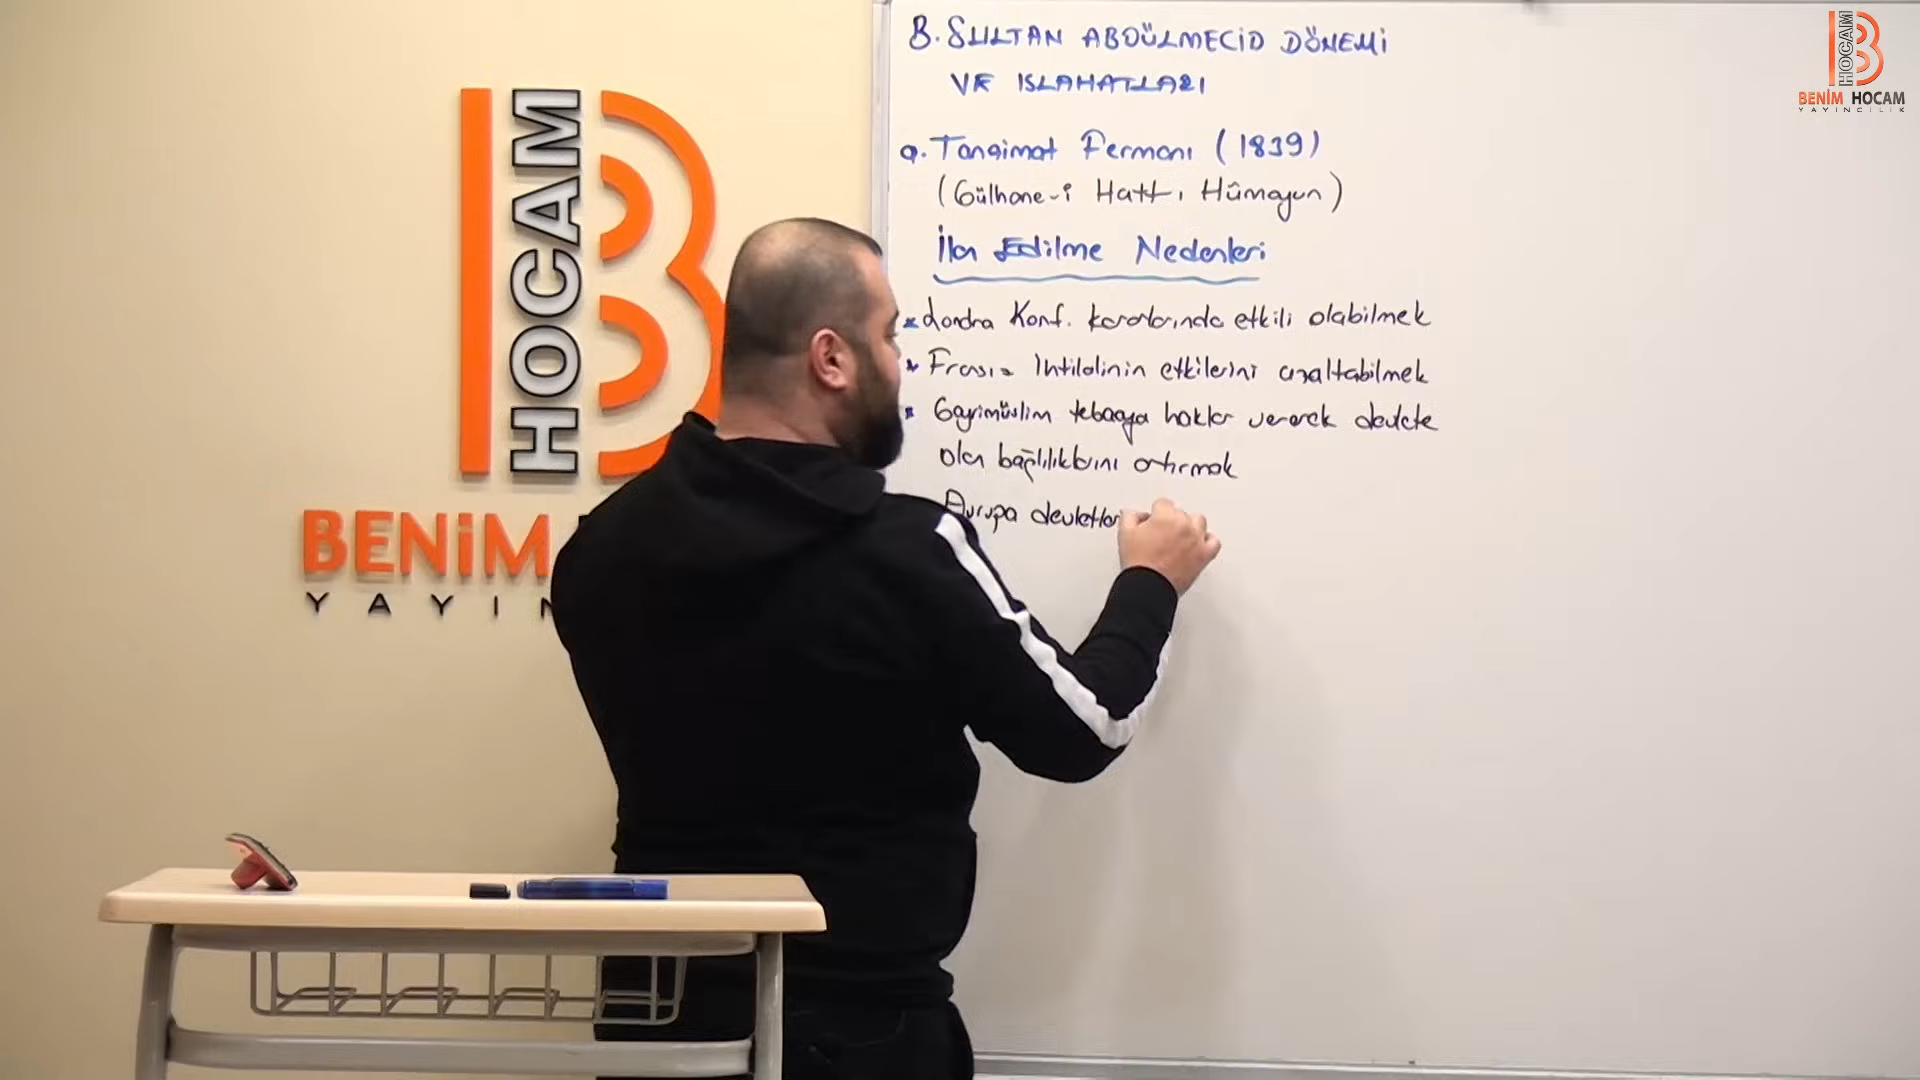 B. SULTAN ABDÜLMECİD DÖNEMİ
VE ISLAHATLARI
a. Tanzimat Fermanı (1839)
(Gülhane-i Hatt-ı Hümayun)
İlan Edilme Nedenleri
* Londra Konf. kararlarında etkili olabilmek
* Fransız İhtilalinin etkilerini azaltabilmek
* Gayrimüslim tebaaya haklar vererek devlete
olan bağlılıklarını artırmak
Avrupa devletleri
HOCAM
BENİM
YAYIN
HOCAM
BENİM HOCAM
YAYINCILIK